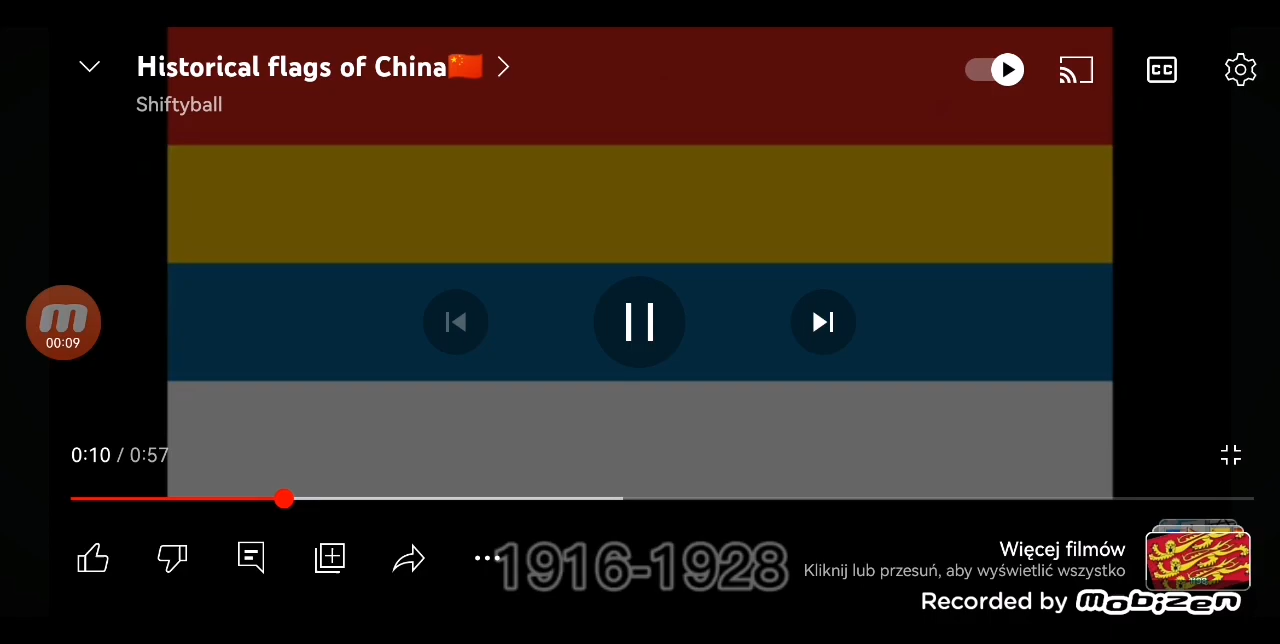 Historical flags of China🇨🇳
Shiftyball
CC
m
00:09
0:10 / 0:57
1916-1928
Więcej filmów
Kliknij lub przesuń, aby wyświetlić wszystko
Recorded by mobizen